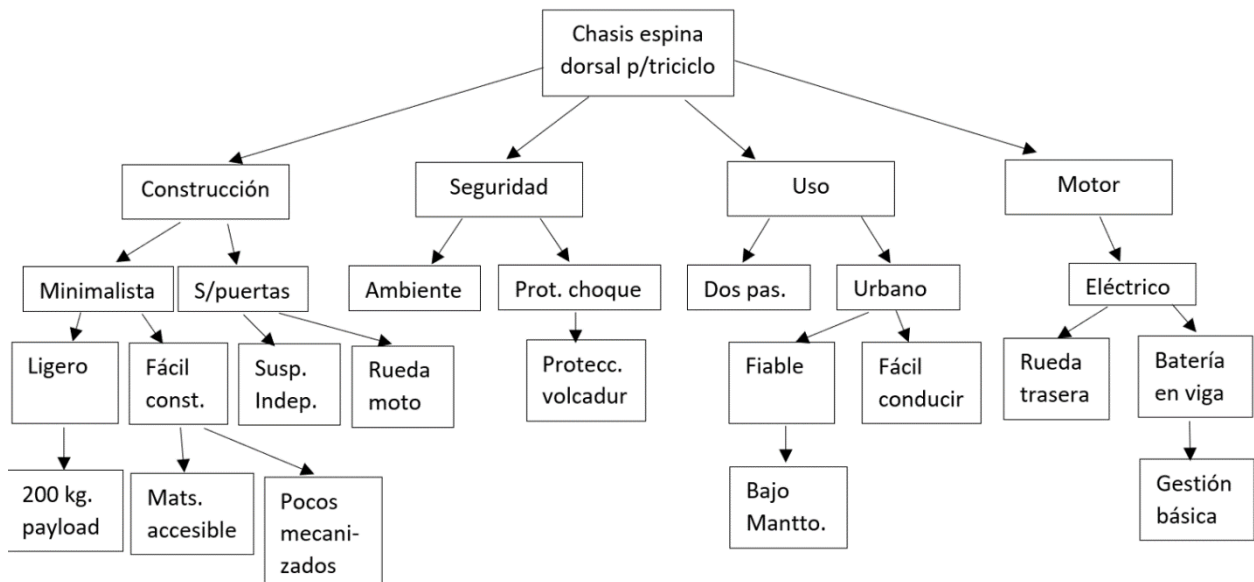 Chasis espina
dorsal p/triciclo
Construcción
Seguridad
Uso
Motor
Minimalista
S/puertas
Ambiente
Prot. choque
Dos pas.
Urbano
Eléctrico
Ligero
Fácil
const.
Susp.
Indep.
Rueda
moto
Protecc.
volcadur
Fiable
Fácil
conducir
Rueda
trasera
Batería
en viga
200 kg.
payload
Mats.
accesible
Pocos
mecani-
zados
Bajo
Mantto.
Gestión
básica